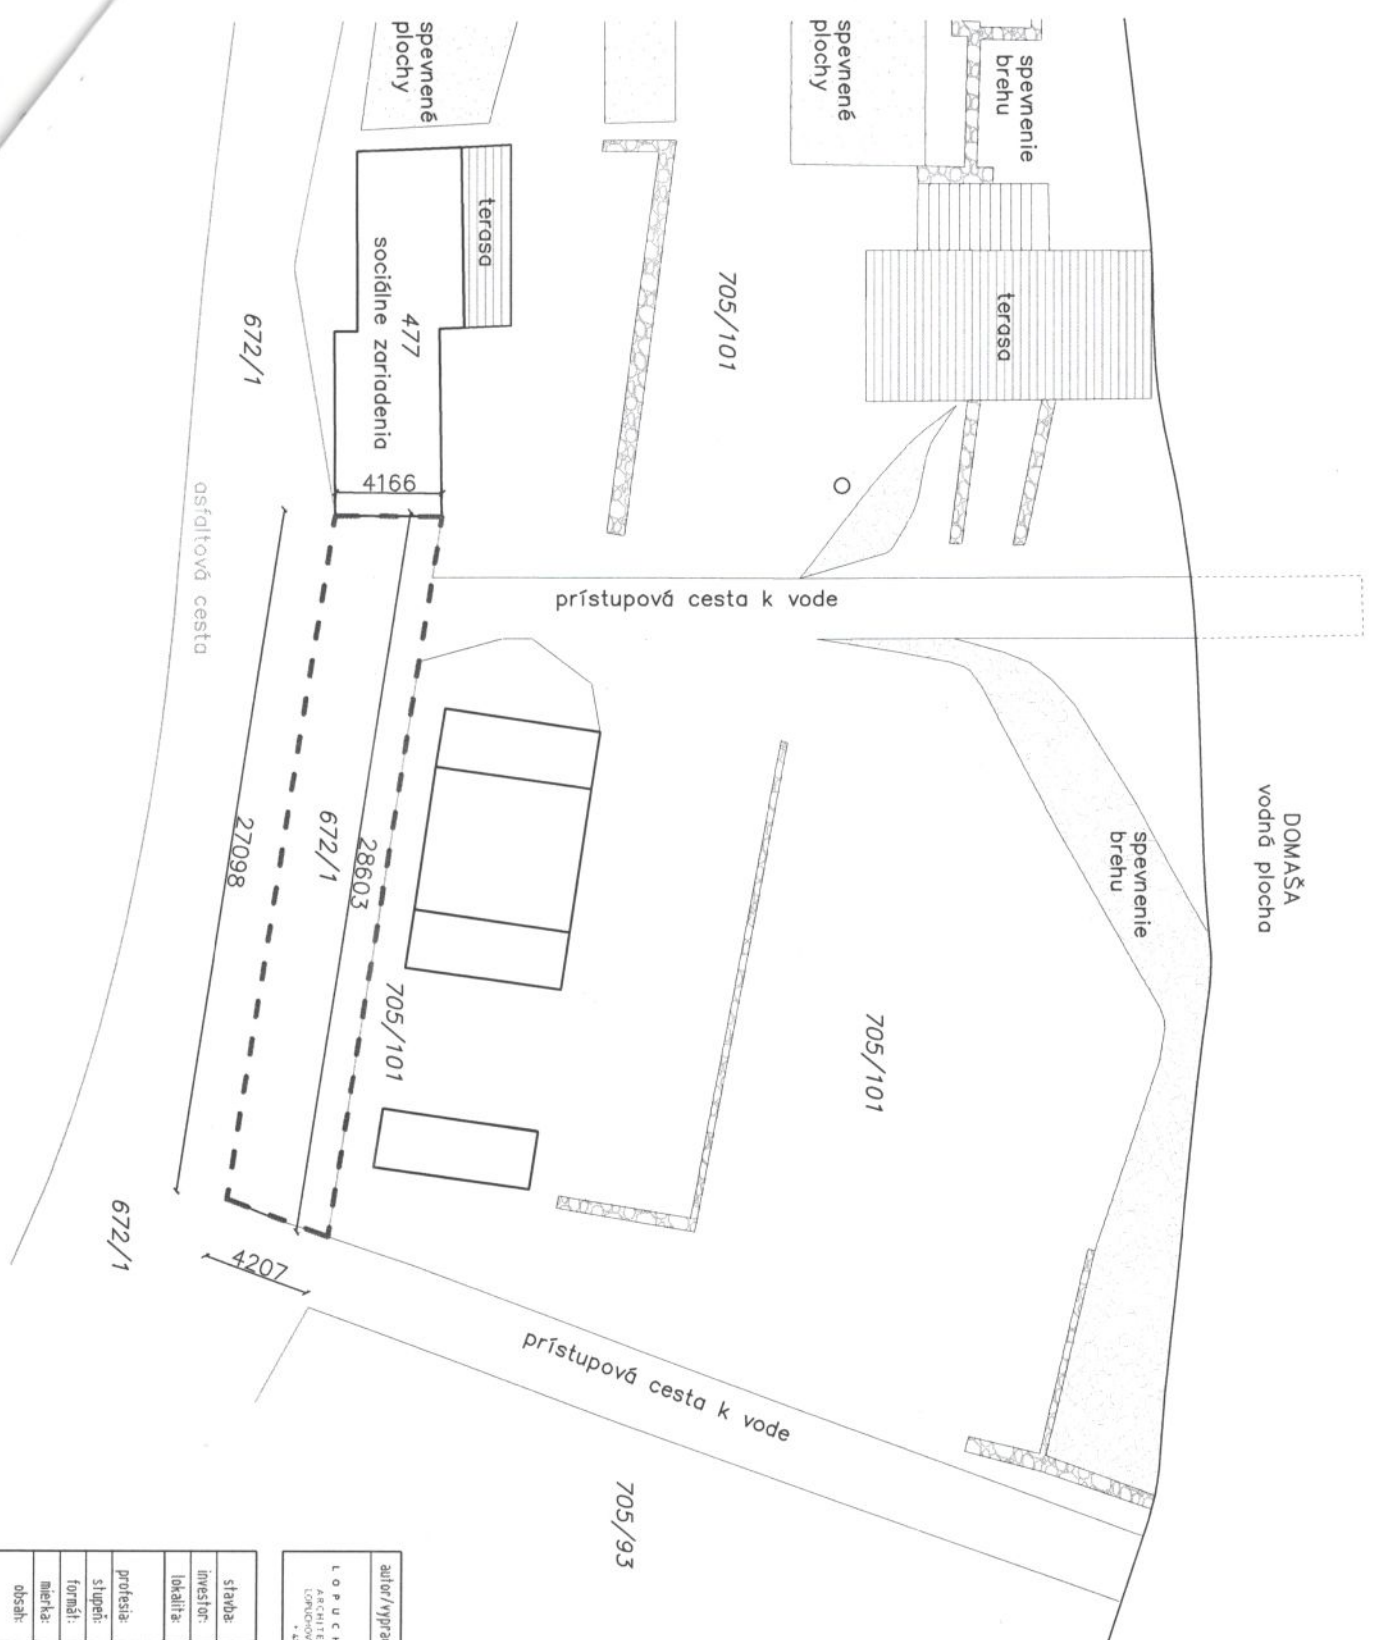 spevnené
plochy
spevnené
plochy
spevnenie
brehu
terasa
terasa
477
sociálne zariadenia
705/101
672/1
4166
asfaltová cesta
prístupová cesta k vode
DOMAŠA
vodná plocha
spevnenie
brehu
672/1
28603
27098
705/101
705/101
672/1
4207
prístupová cesta k vode
705/93
stavba:
investor:
lokalita:
profesia:
stupeň:
formát:
mierka:
obsah: